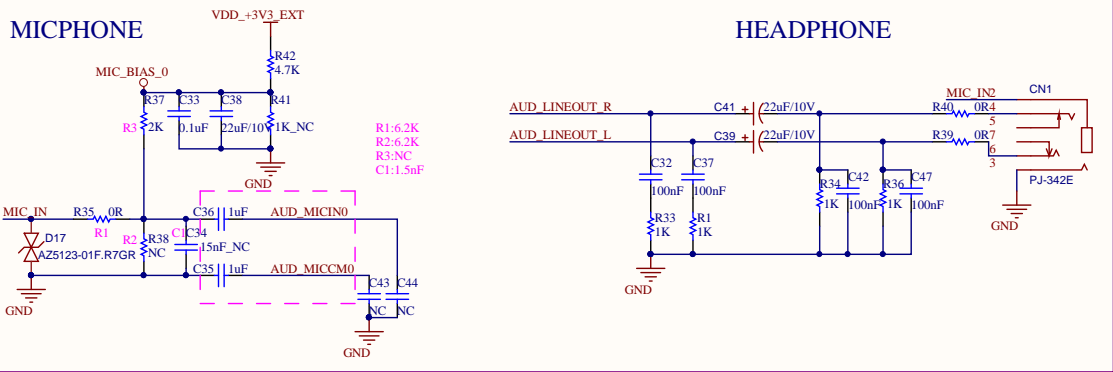 MICPHONE
VDD_+3V3_EXT
R42
4.7K
MIC_BIAS_0
R37
R3
2K
C33
0.1uF
C38
22uF/10V
R41
1K_NC
GND
R1:6.2K
R2:6.2K
R3:NC
C1:1.5nF
MIC_IN
R35
0R
R1
D17
AZ5123-01F.R7GR
R2
R38
NC
C1
C34
15nF_NC
C36
1uF
AUD_MICIN0
C35
1uF
AUD_MICCM0
C43
NC
C44
NC
GND
GND
HEADPHONE
AUD_LINEOUT_R
AUD_LINEOUT_L
C41
+
22uF/10V
C39
+
22uF/10V
C32
100nF
C37
100nF
R33
1K
R1
1K
GND
R34
1K
C42
100nF
R36
1K
C47
100nF
MIC_IN2
R40
0R
R39
0R
4
5
7
6
3
CN1
PJ-342E
GND